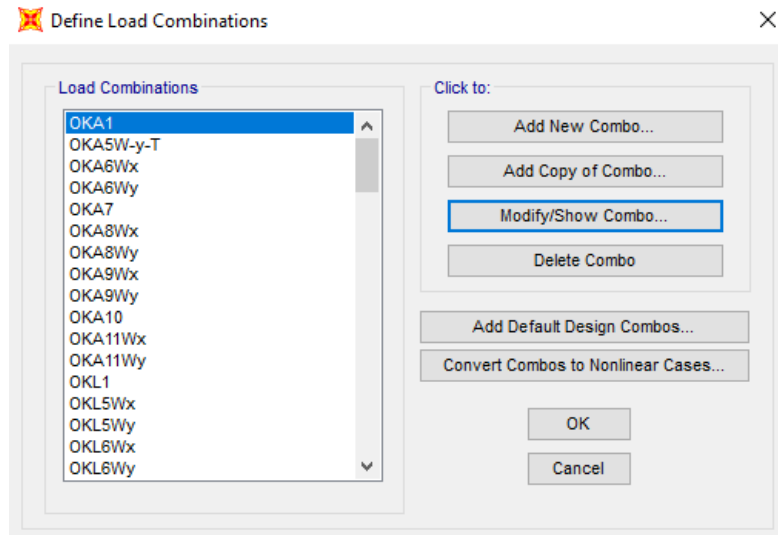 Define Load Combinations
Load Combinations
OKA1
OKA5W-y-T
OKA6Wx
OKA6Wy
OKA7
OKA8Wx
OKA8Wy
OKA9Wx
OKA9Wy
OKA10
OKA11Wx
OKA11Wy
OKL1
OKL5Wx
OKL5Wy
OKL6Wx
OKL6Wy
Click to:
Add New Combo...
Add Copy of Combo...
Modify/Show Combo...
Delete Combo
Add Default Design Combos...
Convert Combos to Nonlinear Cases...
OK
Cancel